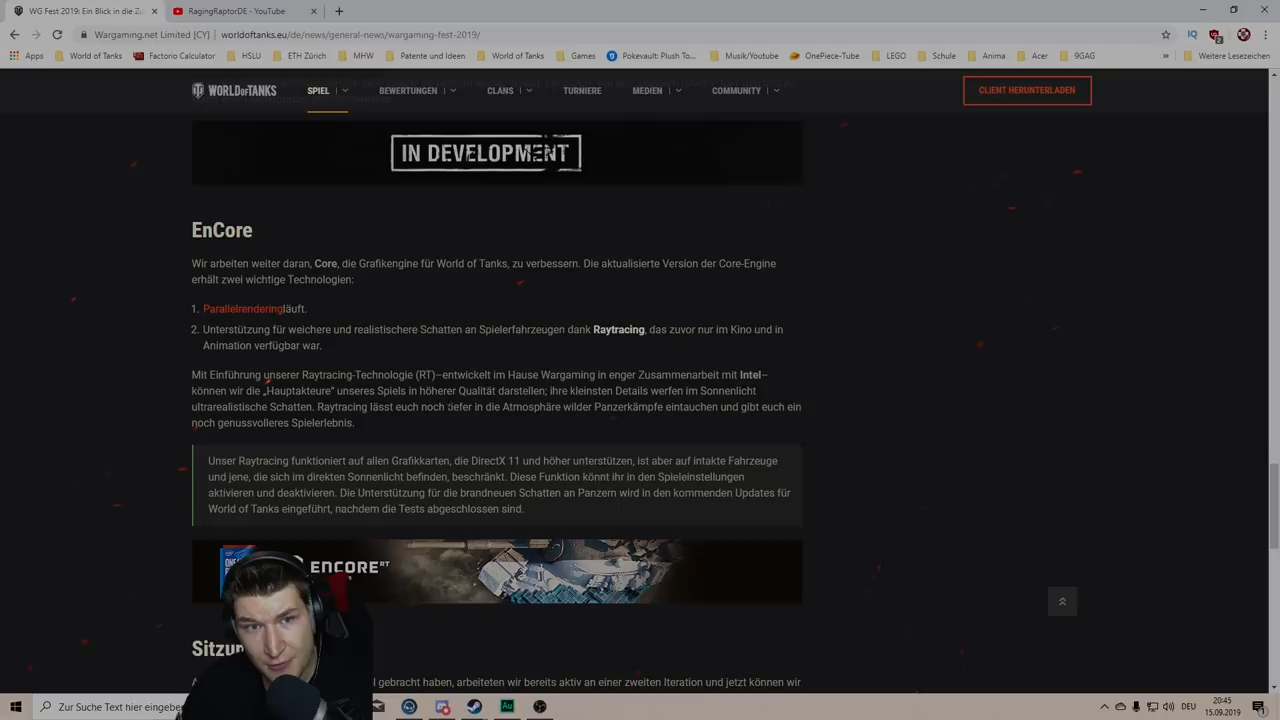 WG Fest 2019: Ein Blick in die Zu
RagingRaptorDE - YouTube
Wargaming.net Limited [CY]
worldoftanks.eu/de/news/general-news/wargaming-fest-2019/
Apps
World of Tanks
Factorio Calculator
HSLU
ETH Zürich
MHW
Patente und Ideen
World of Tanks
Games
Pokevault: Plush To...
Musik/Youtube
OnePiece-Tube
LEGO
Schule
Anima
Acer
9GAG
Weitere Lesezeichen
WORLD OF TANKS
SPIEL
BEWERTUNGEN
CLANS
TURNIERE
MEDIEN
COMMUNITY
CLIENT HERUNTERLADEN
IN DEVELOPMENT
EnCore
Wir arbeiten weiter daran, Core, die Grafikengine für World of Tanks, zu verbessern. Die aktualisierte Version der Core-Engine
erhält zwei wichtige Technologien:
1. Parallelrenderingläuft.
2. Unterstützung für weichere und realistischere Schatten an Spielerfahrzeugen dank Raytracing, das zuvor nur im Kino und in
Animation verfügbar war.
Mit Einführung unserer Raytracing-Technologie (RT)–entwickelt im Hause Wargaming in enger Zusammenarbeit mit Intel–
können wir die „Hauptakteure“ unseres Spiels in höherer Qualität darstellen; ihre kleinsten Details werfen im Sonnenlicht
ultrarealistische Schatten. Raytracing lässt euch noch tiefer in die Atmosphäre wilder Panzerkämpfe eintauchen und gibt euch ein
noch genussvolleres Spielerlebnis.
Unser Raytracing funktioniert auf allen Grafikkarten, die DirectX 11 und höher unterstützen, ist aber auf intakte Fahrzeuge
und jene, die sich im direkten Sonnenlicht befinden, beschränkt. Diese Funktion könnt ihr in den Spieleinstellungen
aktivieren und deaktivieren. Die Unterstützung für die brandneuen Schatten an Panzern wird in den kommenden Updates für
World of Tanks eingeführt, nachdem die Tests abgeschlossen sind.
ENCORE RT
gebracht haben, arbeiteten wir bereits aktiv an einer zweiten Iteration und jetzt können wir
Zur Suche Text hier eingeben
Au
DEU
20:45
15.09.2019